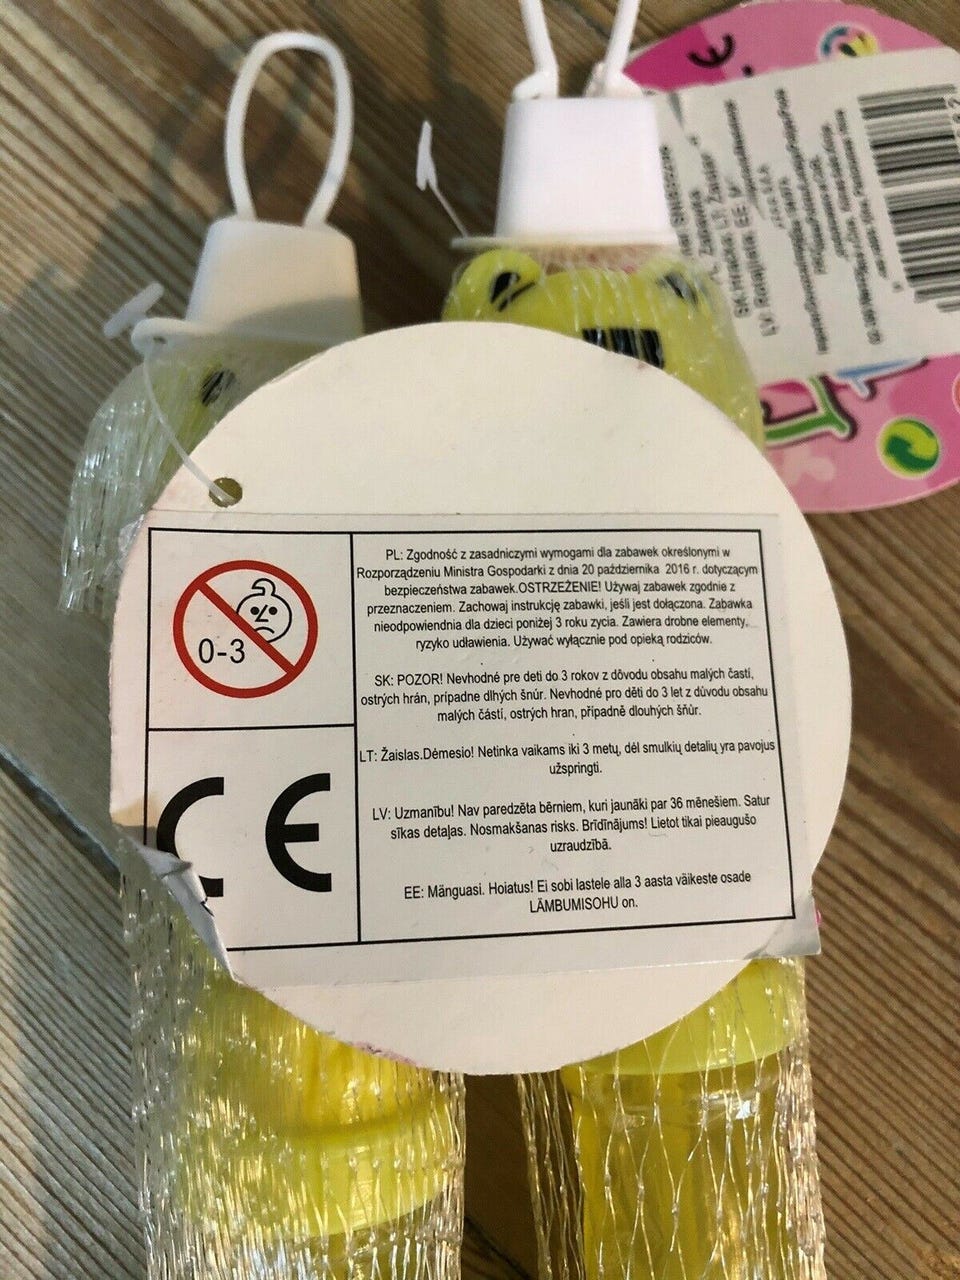 SK: Hračka, LT: Žaislar
0-3
CE
PL: Zgodność z zasadniczymi wymogami dla zabawek określonymi w
Rozporządzeniu Ministra Gospodarki z dnia 20 października 2016 r. dotyczącym
bezpieczeństwa zabawek.OSTRZEŻENIE! Używaj zabawek zgodnie z
przeznaczeniem. Zachowaj instrukcję zabawki, jeśli jest dołączona. Zabawka
nieodpowiendnia dla dzieci poniżej 3 roku zycia. Zawiera drobne elementy,
ryzyko udławienia. Używać wyłącznie pod opieką rodziców.
SK: POZOR! Nevhodné pre deti do 3 rokov z dôvodu obsahu malých častí,
ostrých hrán, prípadne dlhých šnúr. Nevhodné pro děti do 3 let z důvodu obsahu
malých částí, ostrých hran, případně dlouhých šňůr.
LT: Žaislas.Dėmesio! Netinka vaikams iki 3 metų, dėl smulkių detalių yra pavojus
užspringti.
LV: Uzmanību! Nav paredzēta bērniem, kuri jaunāki par 36 mēnešiem. Satur
sīkas detaļas. Nosmakšanas risks. Brīdīnājums! Lietot tikai pieaugušo
uzraudzībā.
EE: Mänguasi. Hoiatus! Ei sobi lastele alla 3 aasta väikeste osade
LÄMBUMISOHU on.